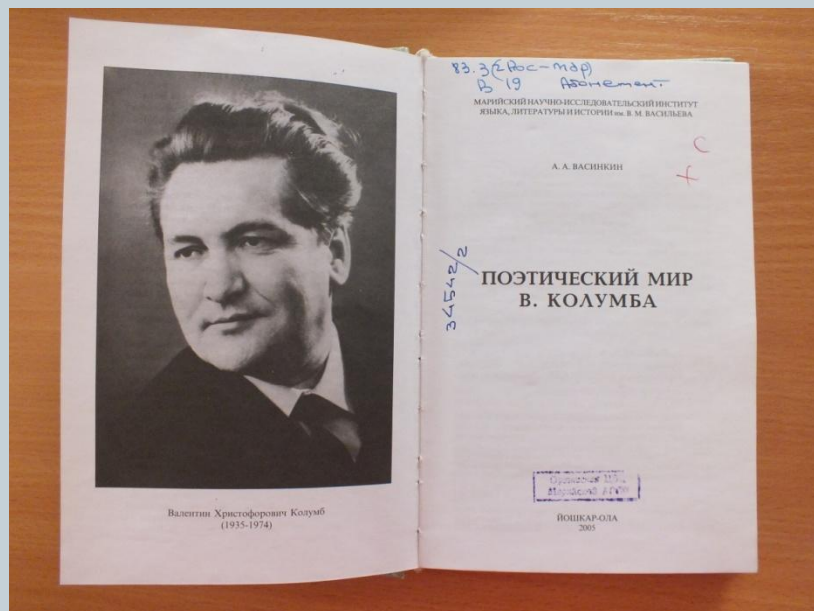 Валентин Христофорович Колумб
(1935-1974)
83.3(2Рос-Мар)
В 19 Абонемент
МАРИЙСКИЙ НАУЧНО-ИССЛЕДОВАТЕЛЬСКИЙ ИНСТИТУТ
ЯЗЫКА, ЛИТЕРАТУРЫ И ИСТОРИИ им. В. М. ВАСИЛЬЕВА
С
А. А. ВАСИНКИН
34542/2
ПОЭТИЧЕСКИЙ МИР
В. КОЛУМБА
ЙОШКАР-ОЛА
2005